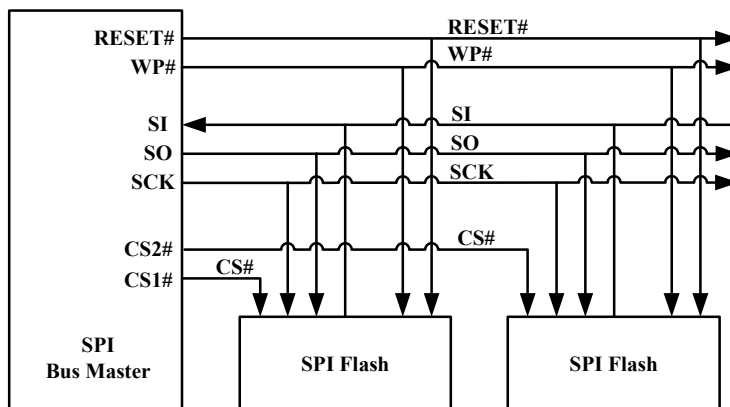 RESET#
RESET#
WP#
WP#
SI
SI
SO
SO
SCK
SCK
CS2#
CS#
CS1#
CS#
SPI
Bus Master
SPI Flash
SPI Flash